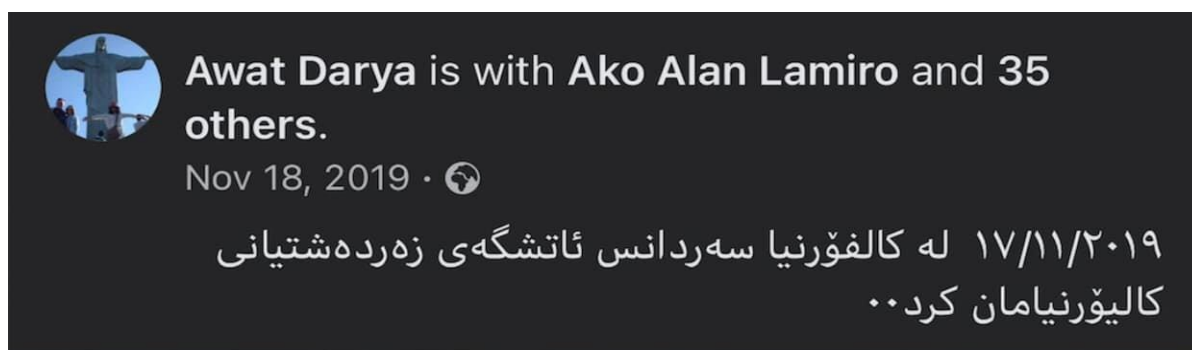 Awat Darya is with Ako Alan Lamiro and 35
others.
Nov 18, 2019 ·
١٧/١١/٢٠١٩ لە کالفۆرنیا سەردانس ئاتشگەی زەردەشتیانی
کالیۆرنیامان کرد٠٠